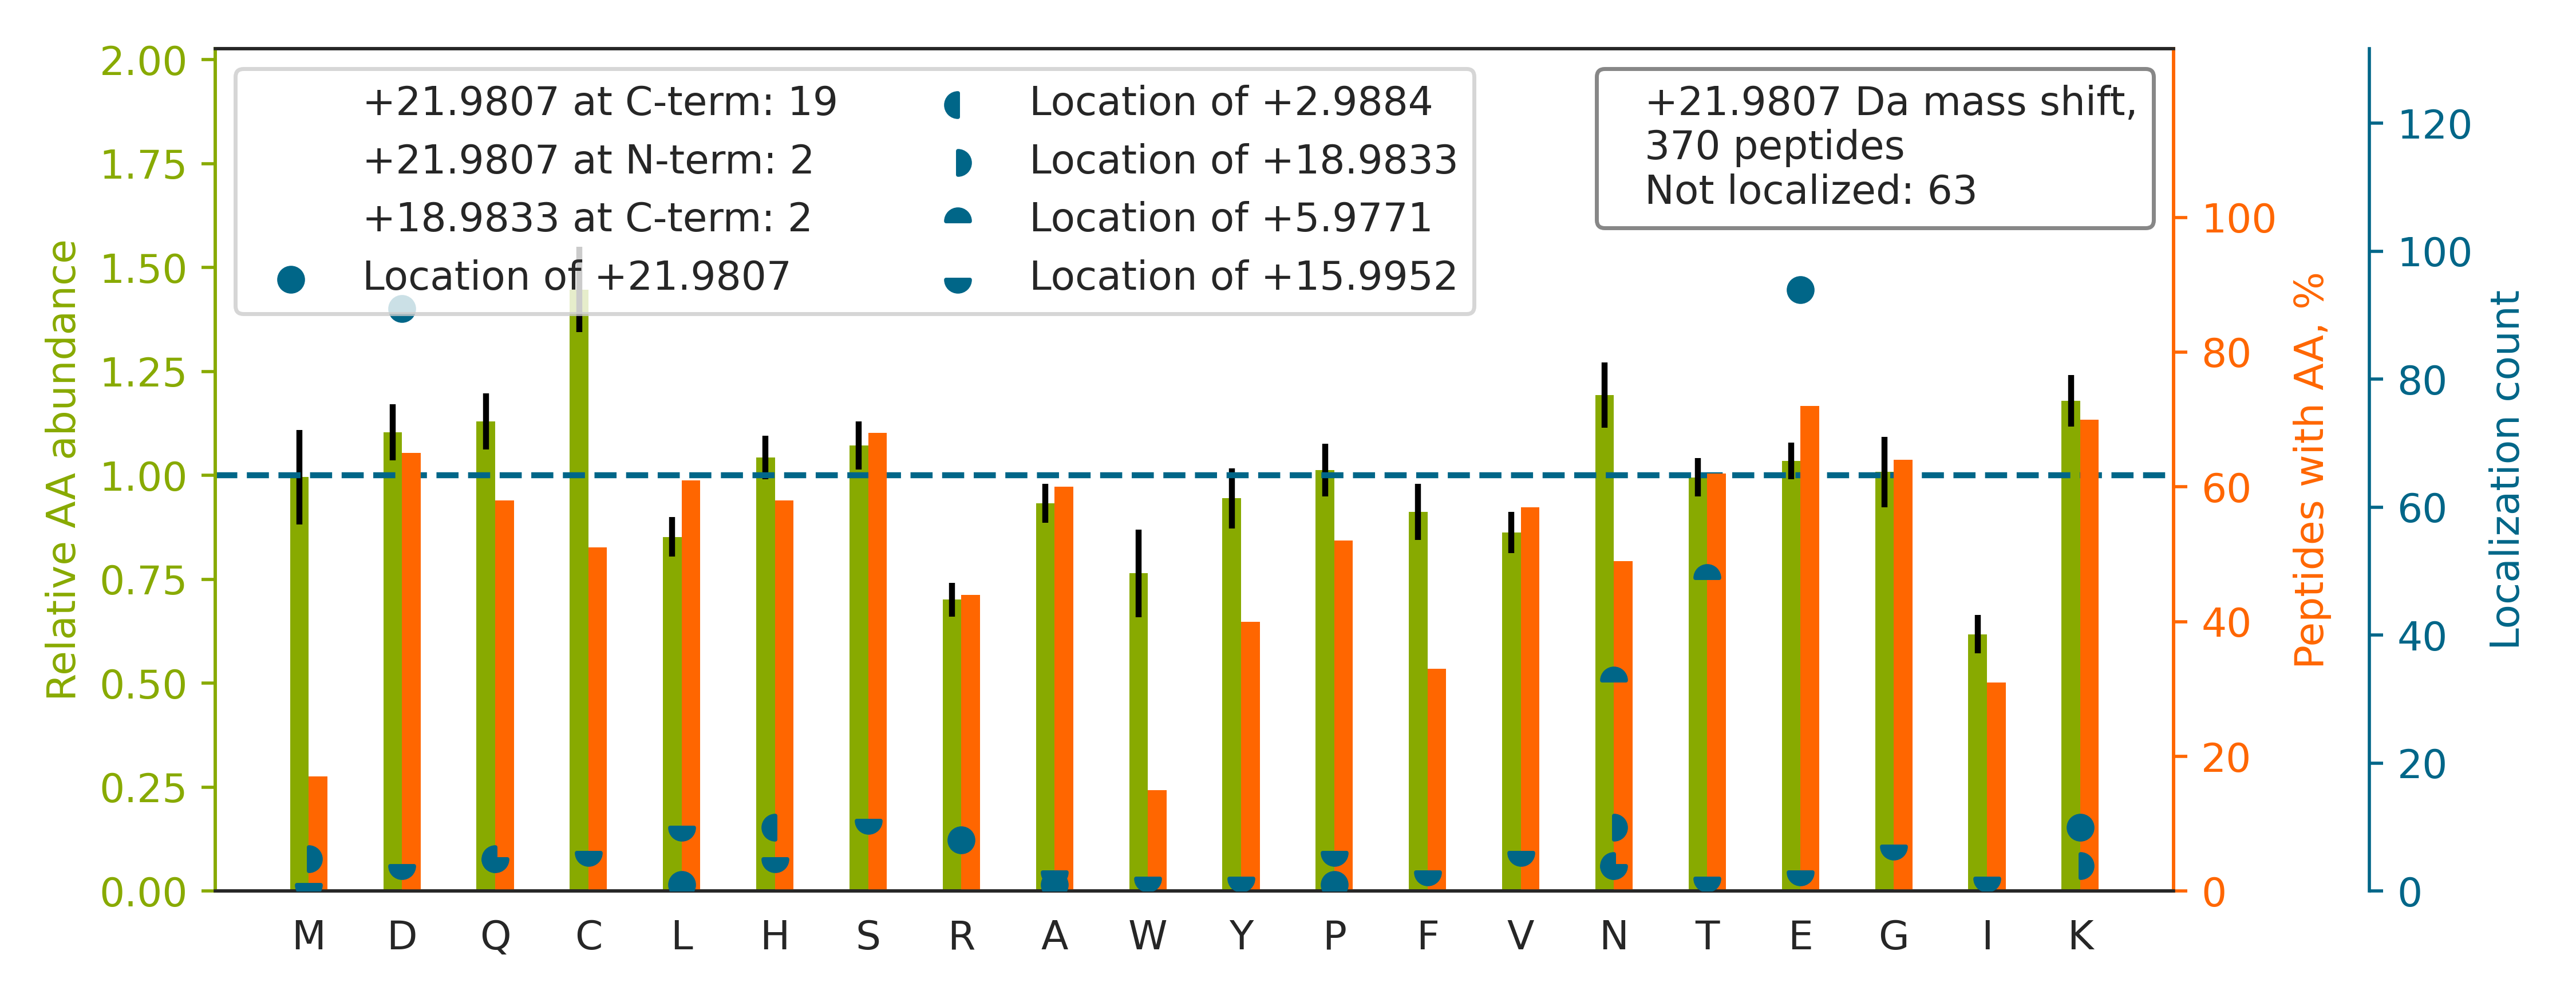 +21.9807 at C-term: 19
+21.9807 at N-term: 2
+18.9833 at C-term: 2
Location of +21.9807
Location of +2.9884
Location of +18.9833
Location of +5.9771
Location of +15.9952
+21.9807 Da mass shift,
370 peptides
Not localized: 63
Relative AA abundance
2.00
1.75
1.50
1.25
1.00
0.75
0.50
0.25
0.00
M D Q C L H S R A W Y P F V N T E G I K
100
80
60
40
20
0
Peptides with AA, %
120
100
80
60
40
20
0
Localization count